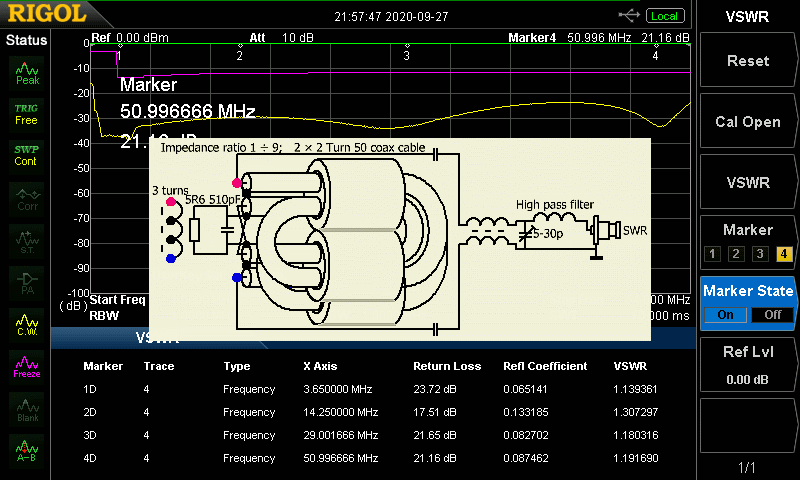 RIGOL
21:57:47 2020-09-27
Local
VSWR
Status
Ref 0.00 dBm
Att 10 dB
Marker4 50.996 MHz / 21.16 dB
0
-10
-20
-30
-40
-50
-60
-70
-80
-90
-100
(dB)
1
2
3
4
Marker
50.996666 MHz
Peak
TRIG
Free
SWP
Cont
Corr
S.T.
PA
C.W.
Freeze
Blank
A-B
Impedance ratio 1 ÷ 9; 2 × 2 Turn 50 coax cable
3 turns
5R6 510pF
High pass filter
5-30p
SWR
Start Freq
RBW
MHz
ms
VSWR
Marker Trace Type X Axis Return Loss Refl Coefficient VSWR
1D 4 Frequency 3.650000 MHz 23.72 dB 0.065141 1.139361
2D 4 Frequency 14.250000 MHz 17.51 dB 0.133185 1.307297
3D 4 Frequency 29.001666 MHz 21.65 dB 0.082702 1.180316
4D 4 Frequency 50.996666 MHz 21.16 dB 0.087462 1.191690
Reset
Cal Open
VSWR
Marker
1 2 3 4
Marker State
On Off
Ref Lvl
0.00 dB
1/1